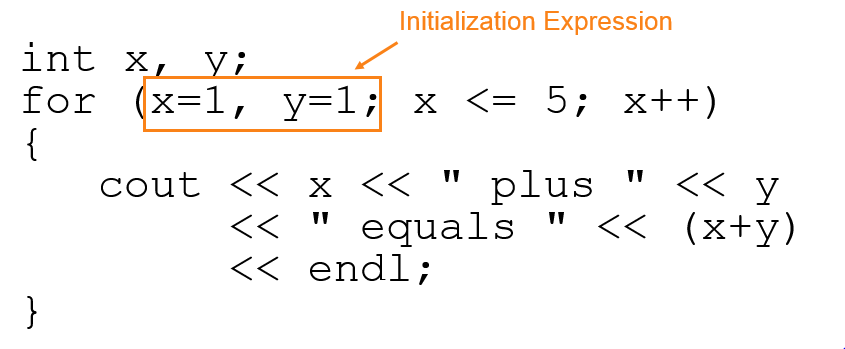 Initialization Expression
int x, y;
for (x=1, y=1; x <= 5; x++)
{
cout << x << " plus " << y
<< " equals " << (x+y)
<< endl;
}